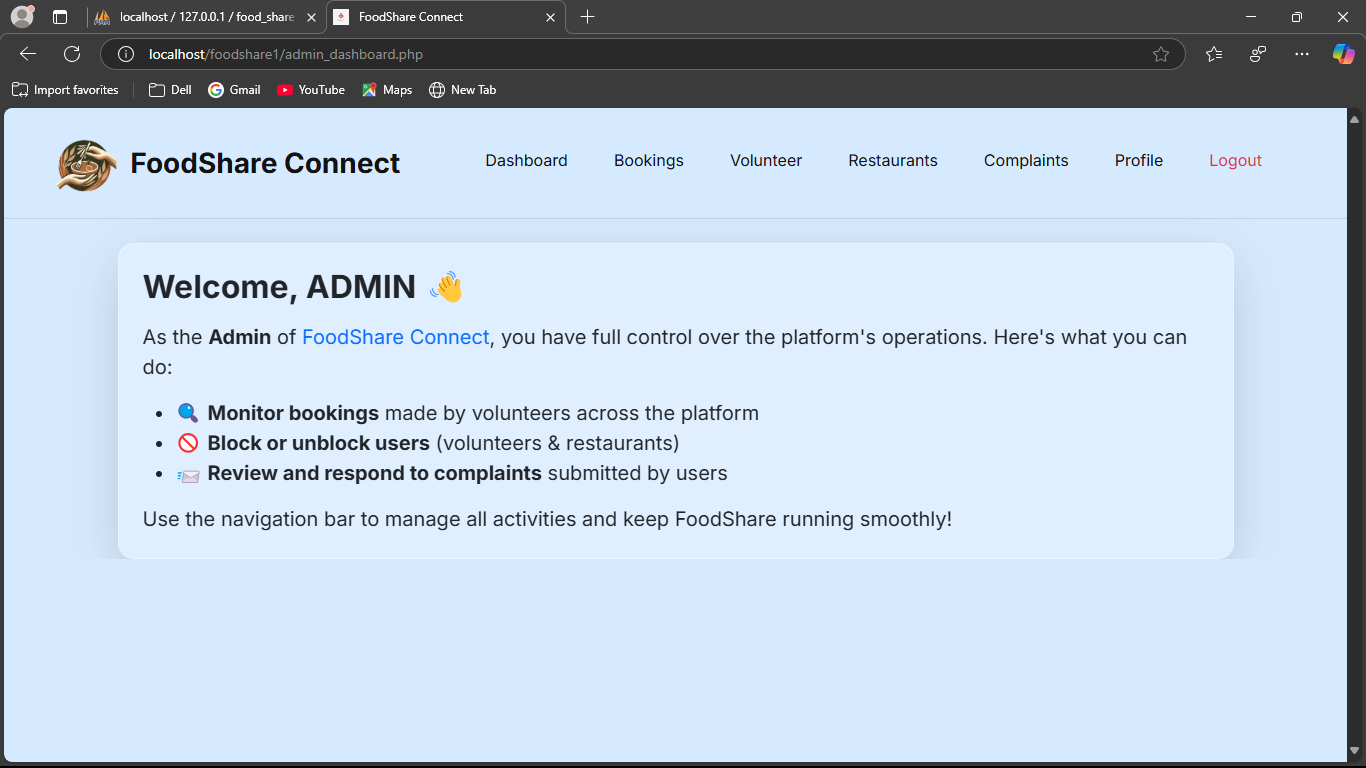 localhost / 127.0.0.1 / food_share
FoodShare Connect
localhost/foodshare1/admin_dashboard.php
Import favorites Dell Gmail YouTube Maps New Tab
FoodShare Connect
Dashboard Bookings Volunteer Restaurants Complaints Profile Logout
Welcome, ADMIN 👋
As the Admin of FoodShare Connect, you have full control over the platform's operations. Here's what you can
do:
• 🔍 Monitor bookings made by volunteers across the platform
• 🚫 Block or unblock users (volunteers & restaurants)
• 📨 Review and respond to complaints submitted by users
Use the navigation bar to manage all activities and keep FoodShare running smoothly!